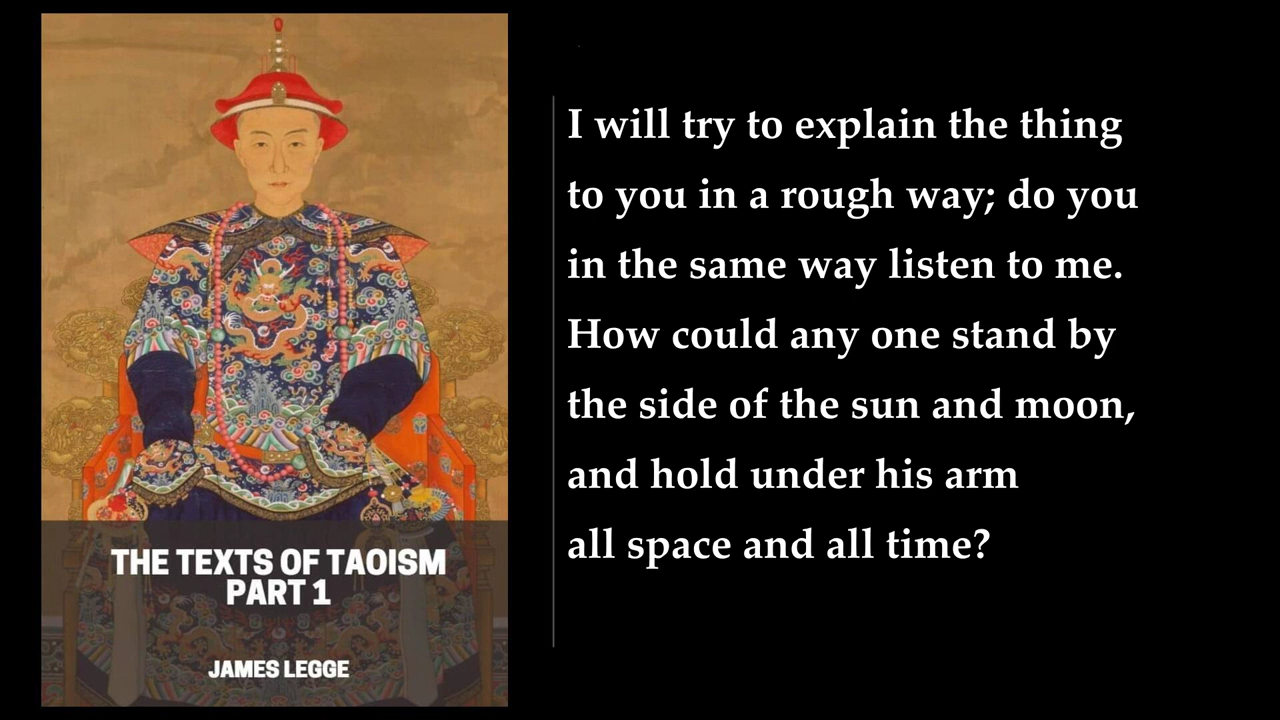 THE TEXTS OF TAOISM
PART 1
JAMES LEGGE
I will try to explain the thing
to you in a rough way; do you
in the same way listen to me.
How could any one stand by
the side of the sun and moon,
and hold under his arm
all space and all time?